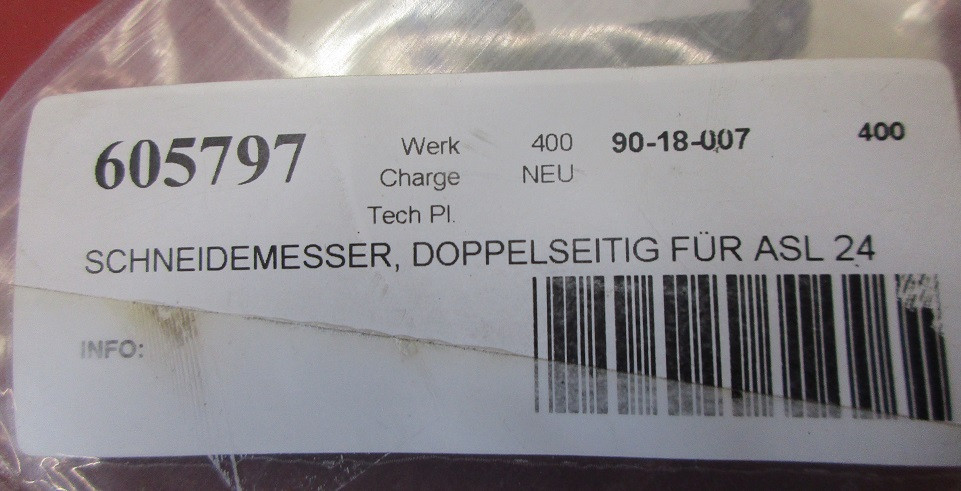 605797 Werk 400 90-18-007 400
Charge NEU
Tech Pl.
SCHNEIDEMESSER, DOPPELSEITIG FÜR ASL 24
INFO: